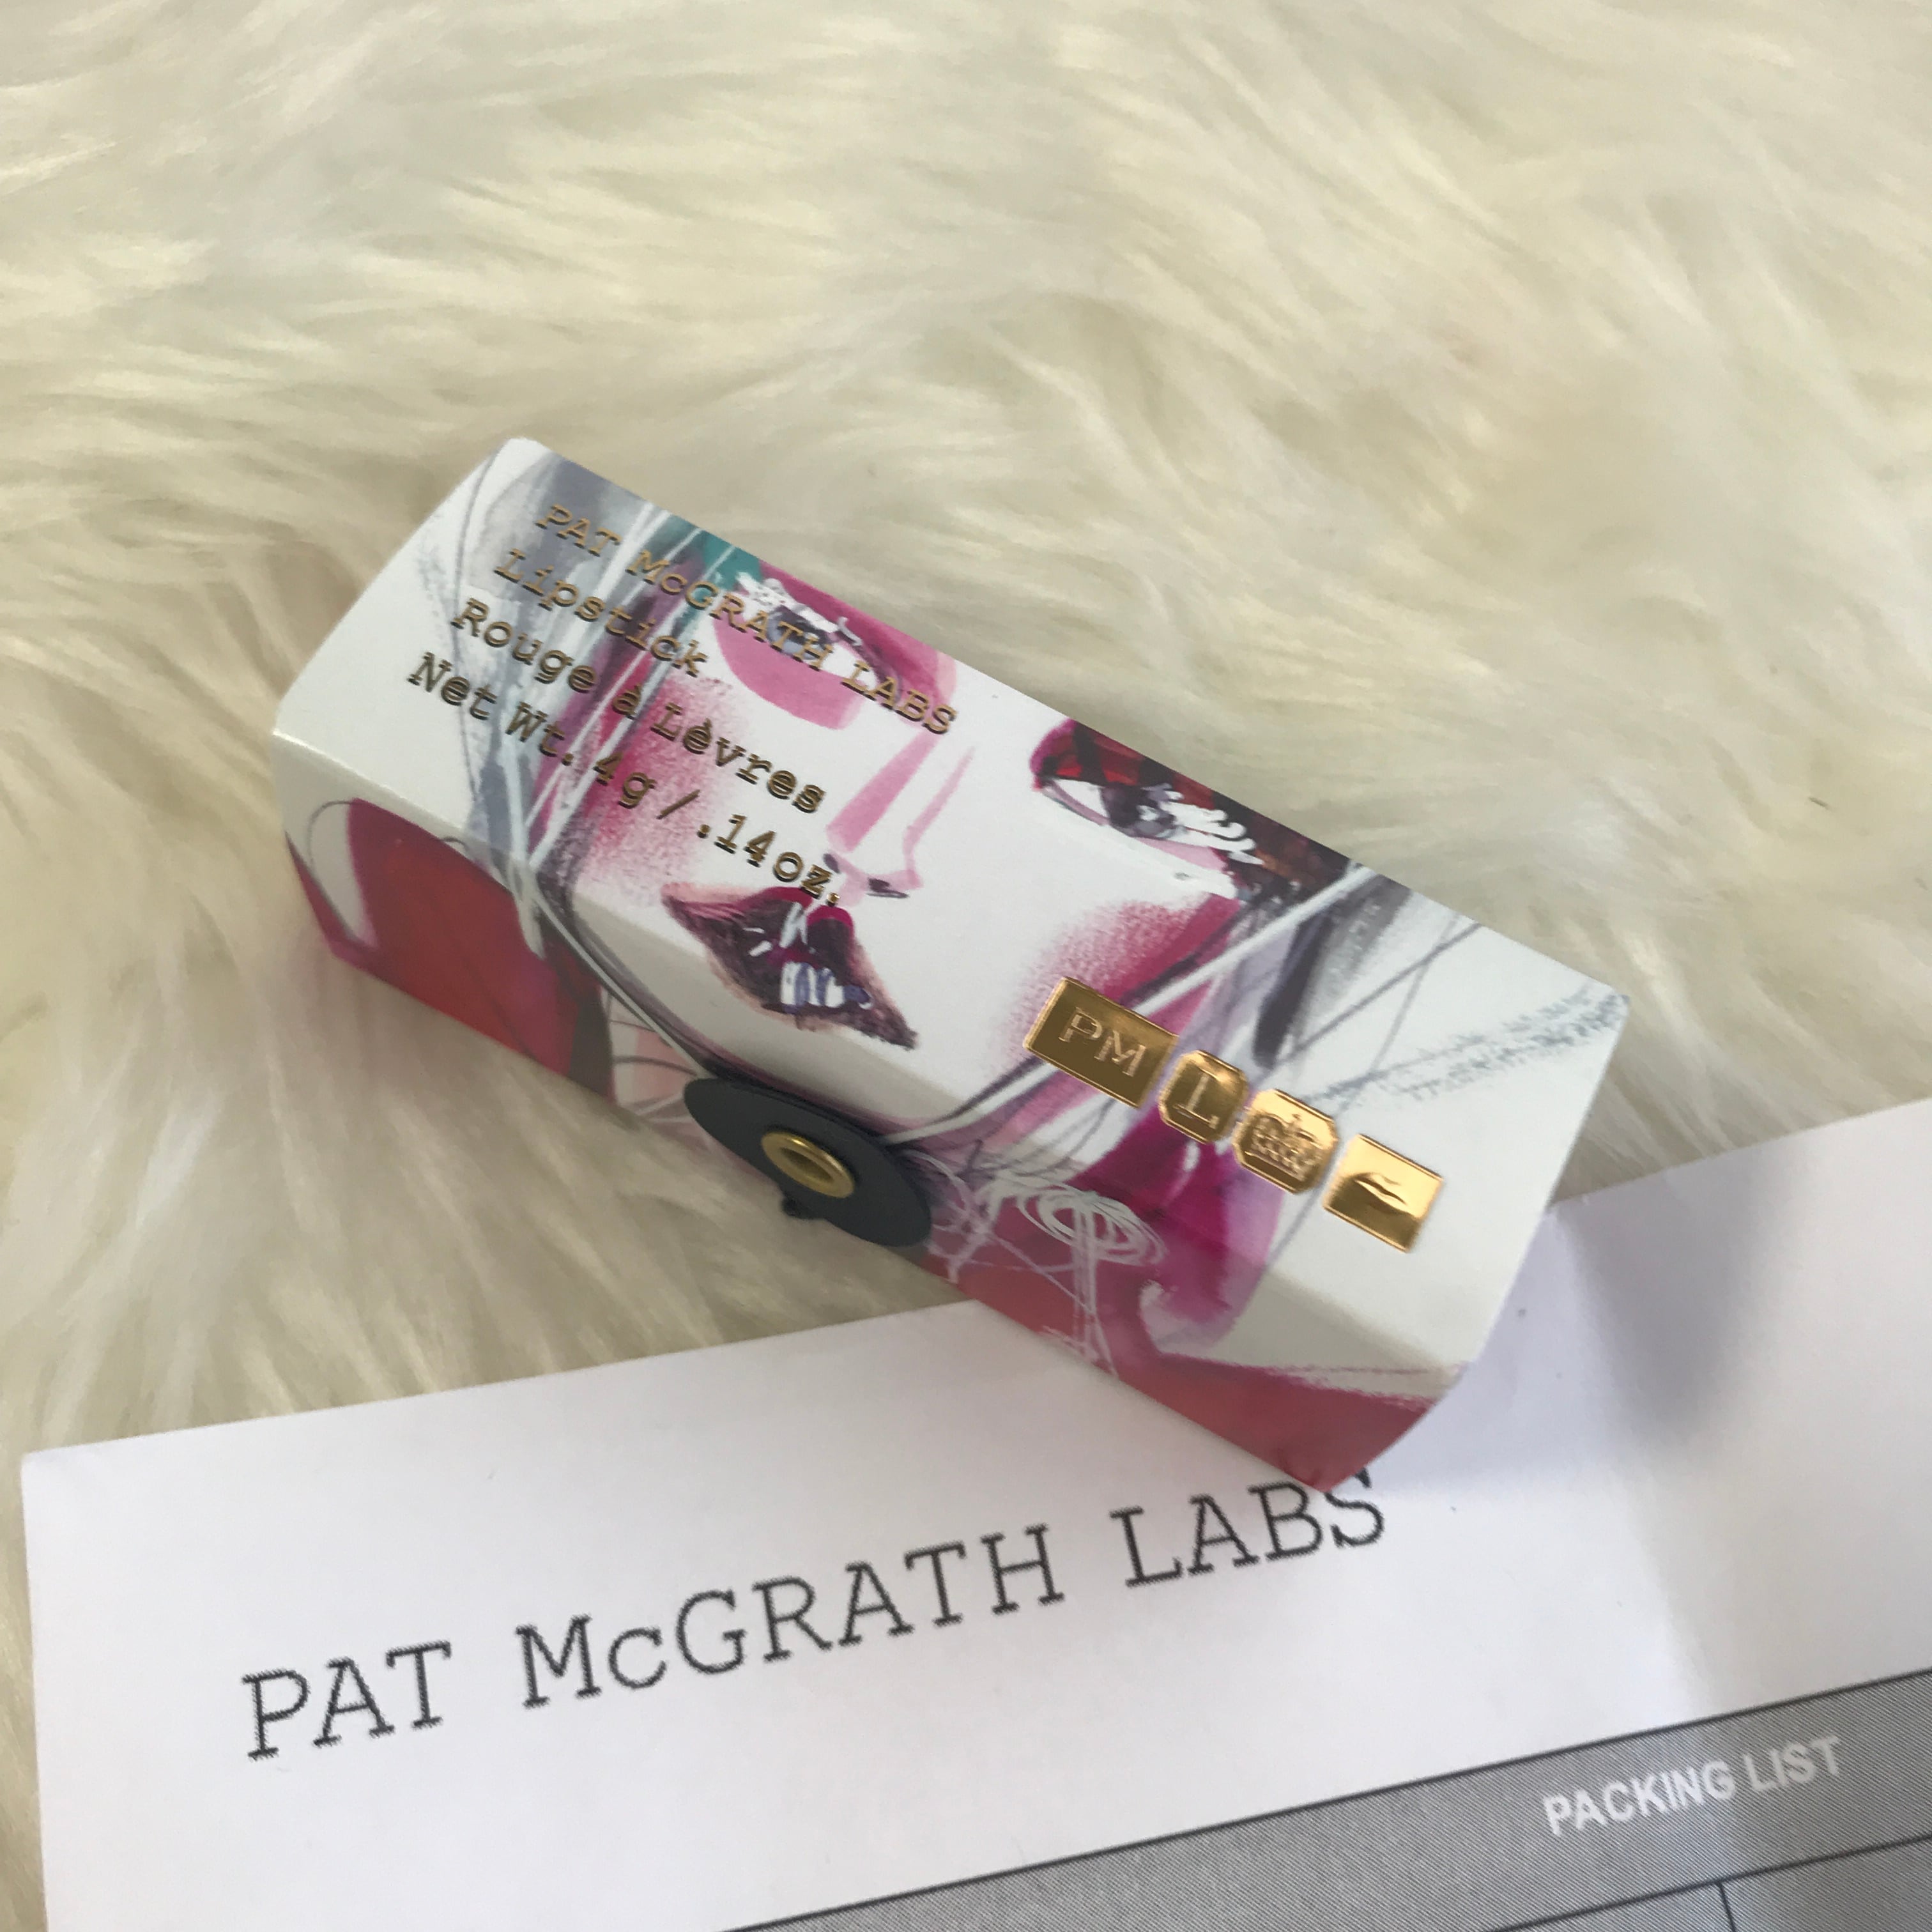 PAT McGRATH LABS
Lipstick
Rouge à Lèvres
Net Wt. 4g / .14oz.
PM L
PAT McGRATH LABS
PACKING LIST